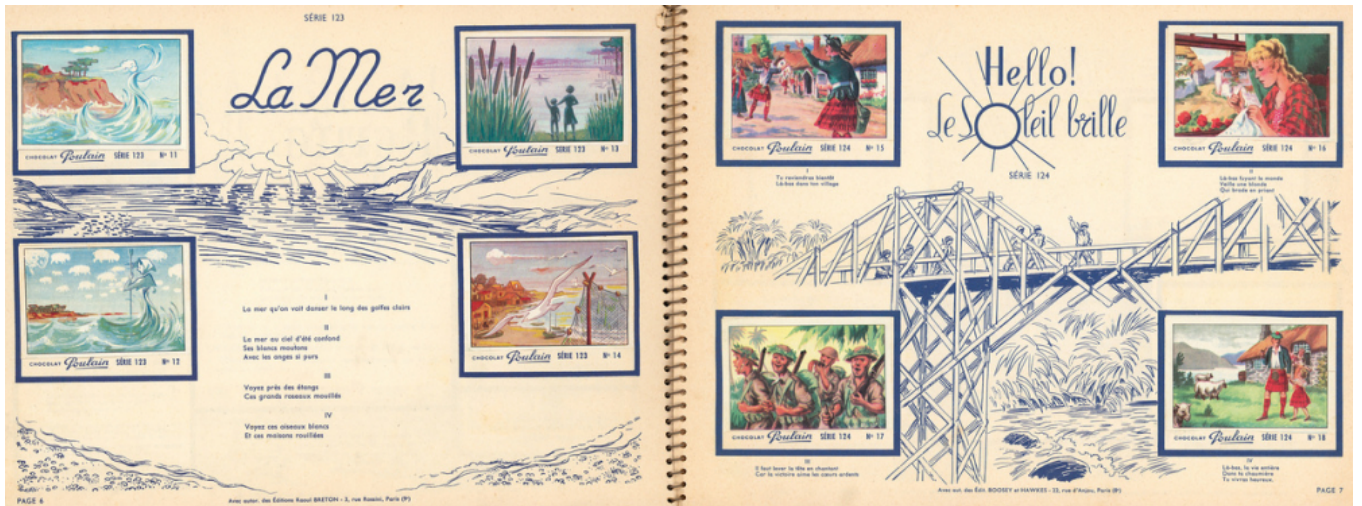 SÉRIE 123
La Mer
CHOCOLAT Poulain SÉRIE 123 Nº 11
CHOCOLAT Poulain SÉRIE 123 Nº 13
CHOCOLAT Poulain SÉRIE 123 Nº 12
CHOCOLAT Poulain SÉRIE 123 Nº 14
I
La mer qu'on voit danser le long des golfes clairs
II
La mer au ciel d'été confond
Ses blancs moutons
Avec les anges si purs
III
Voyez près des étangs
Ces grands roseaux mouillés
IV
Voyez ces oiseaux blancs
Et ces maisons rouillées
PAGE 6
Avec autor. des Éditions Raoul BRETON - 3, rue Rossini, Paris (9e)
Hello!
Le Soleil brille
SÉRIE 124
CHOCOLAT Poulain SÉRIE 124 Nº 15
I
Tu reviendras bientôt
Là-bas dans ton village
CHOCOLAT Poulain SÉRIE 124 Nº 16
II
Là-bas fuyant le monde
Veille une blonde
Qui brode en priant
CHOCOLAT Poulain SÉRIE 124 Nº 17
III
Il faut lever la tête en chantant
Car la victoire aime les cœurs ardents
CHOCOLAT Poulain SÉRIE 124 Nº 18
IV
Là-bas, la vie entière
Dans ta chaumière
Tu vivras heureux.
Avec aut. des Édit. BOOSEY et HAWKES - 22, rue d'Anjou, Paris (8e)
PAGE 7